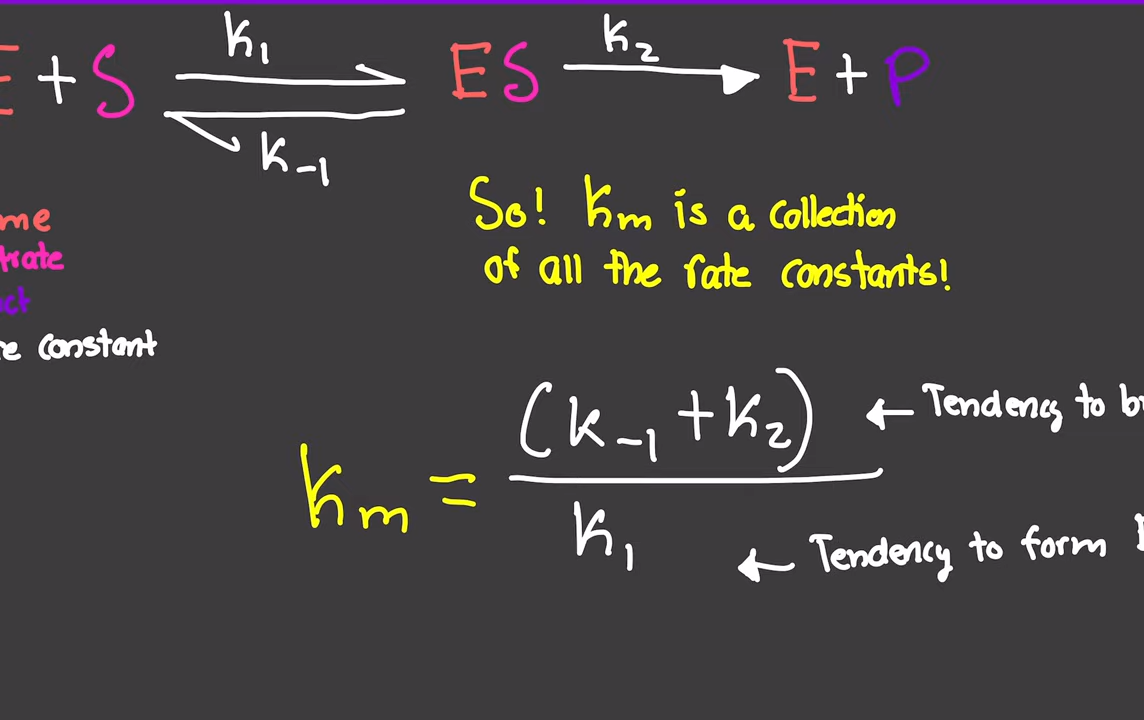 E + S k₁ k₋₁ ES k₂ E + P
So! Km is a collection
of all the rate constants!
me
trate
ct
e constant
(k₋₁ + k₂) ← Tendency to b
Km =
k₁ ← Tendency to form